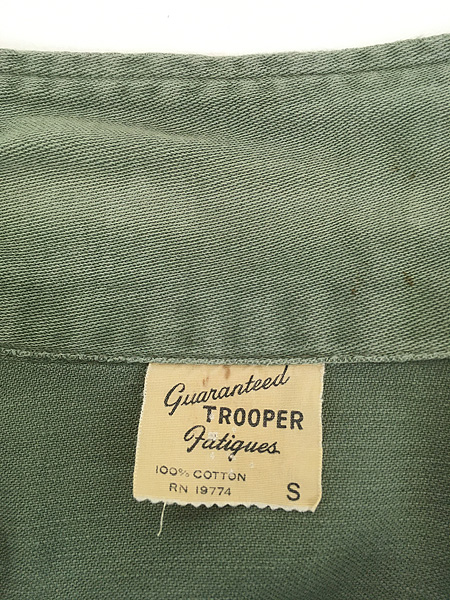 Guaranteed
TROOPER
Fatigues
100% COTTON
RN 19774 S